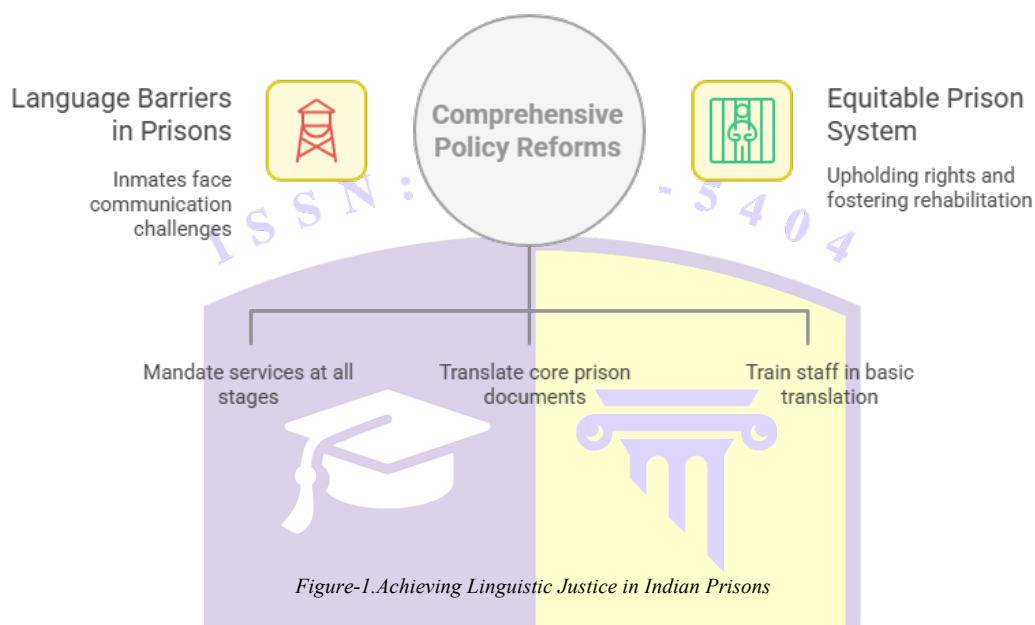 Language Barriers
in Prisons
Inmates face
communication
challenges
Comprehensive
Policy Reforms
Equitable Prison
System
Upholding rights and
fostering rehabilitation
ISSN: -5404
Mandate services at all
stages
Translate core prison
documents
Train staff in basic
translation
Figure-1.Achieving Linguistic Justice in Indian Prisons